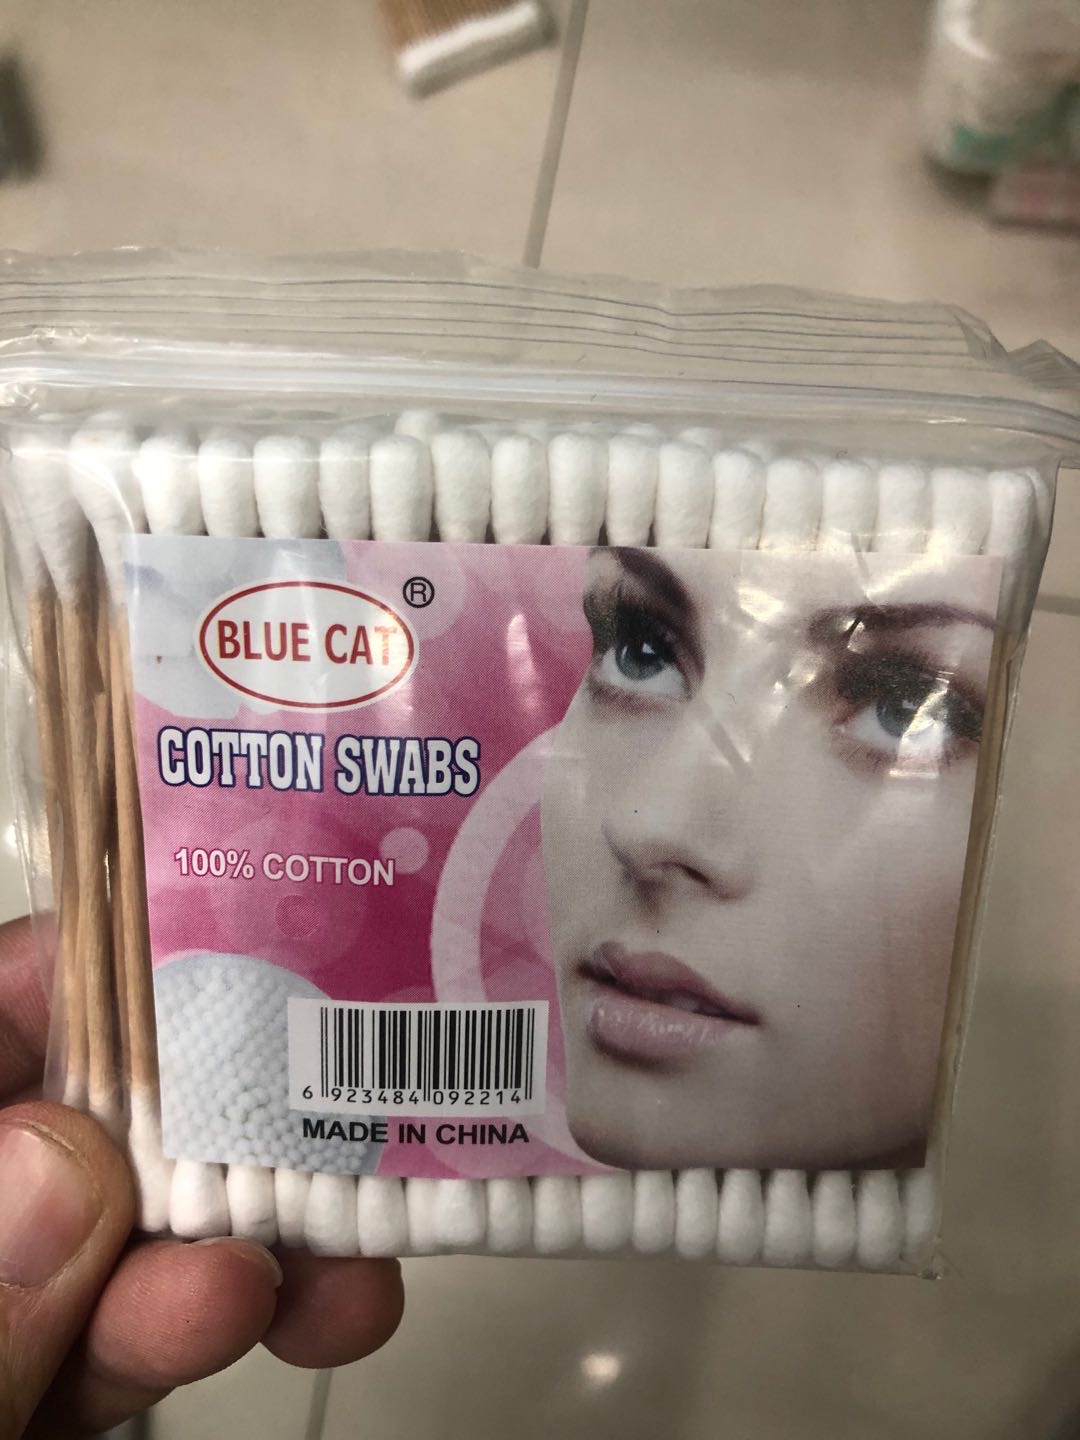 BLUE CAT ®
COTTON SWABS
100% COTTON
6 923484 092214
MADE IN CHINA